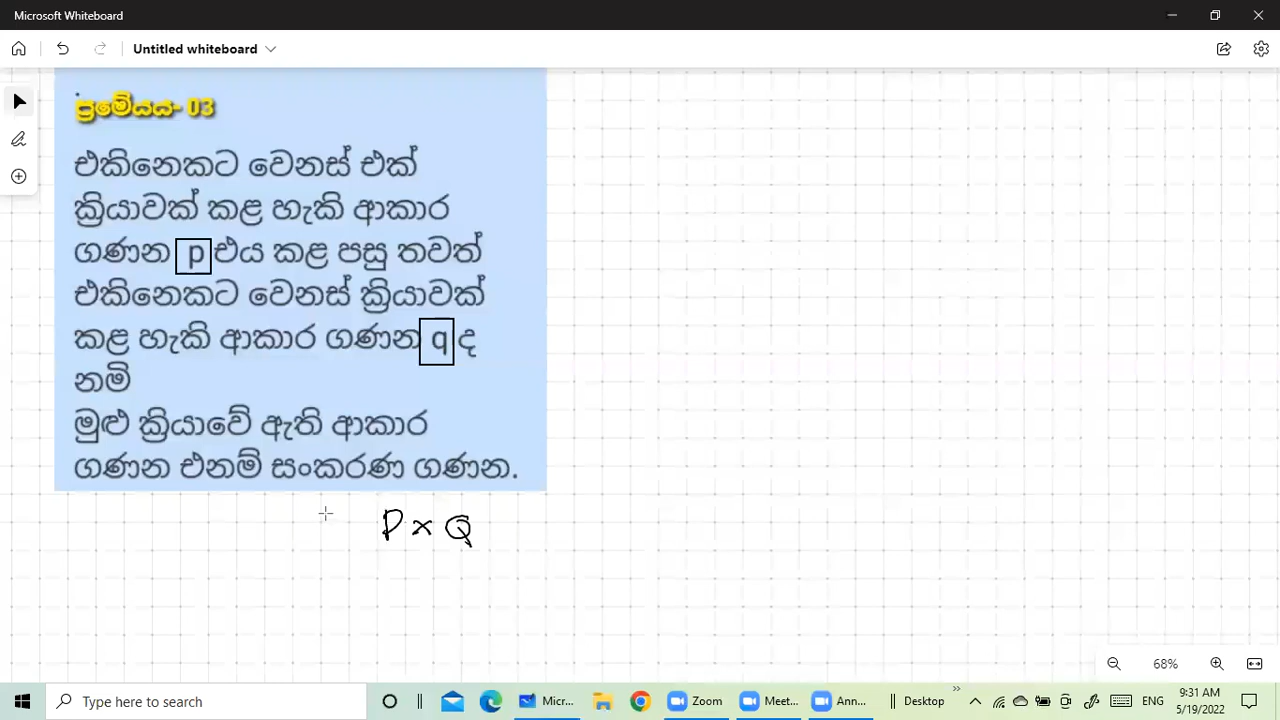 Microsoft Whiteboard
Untitled whiteboard
ප්‍රමේයය- 03
එකිනෙකට වෙනස් එක්
ක්‍රියාවක් කළ හැකි ආකාර
ගණන p එය කළ පසු තවත්
එකිනෙකට වෙනස් ක්‍රියාවක්
කළ හැකි ආකාර ගණන q ද
නම්
මුළු ක්‍රියාවේ ඇති ආකාර
ගණන එනම් සංකරණ ගණන.
P × Q
68%
Type here to search
Micr...
Zoom
Meet...
Ann...
Desktop
ENG
9:31 AM
5/19/2022